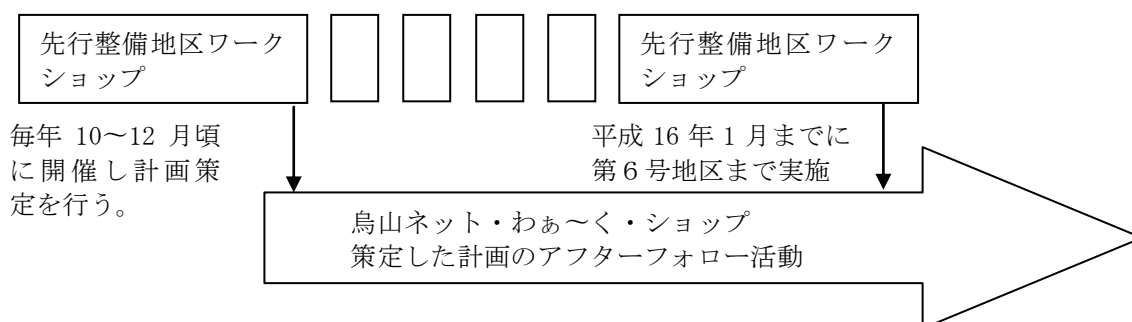 先行整備地区ワーク
ショップ
先行整備地区ワーク
ショップ
毎年 10～12 月頃
に開催し計画策
定を行う。
平成 16 年 1 月までに
第６号地区まで実施
烏山ネット・わぁ～く・ショップ
策定した計画のアフターフォロー活動